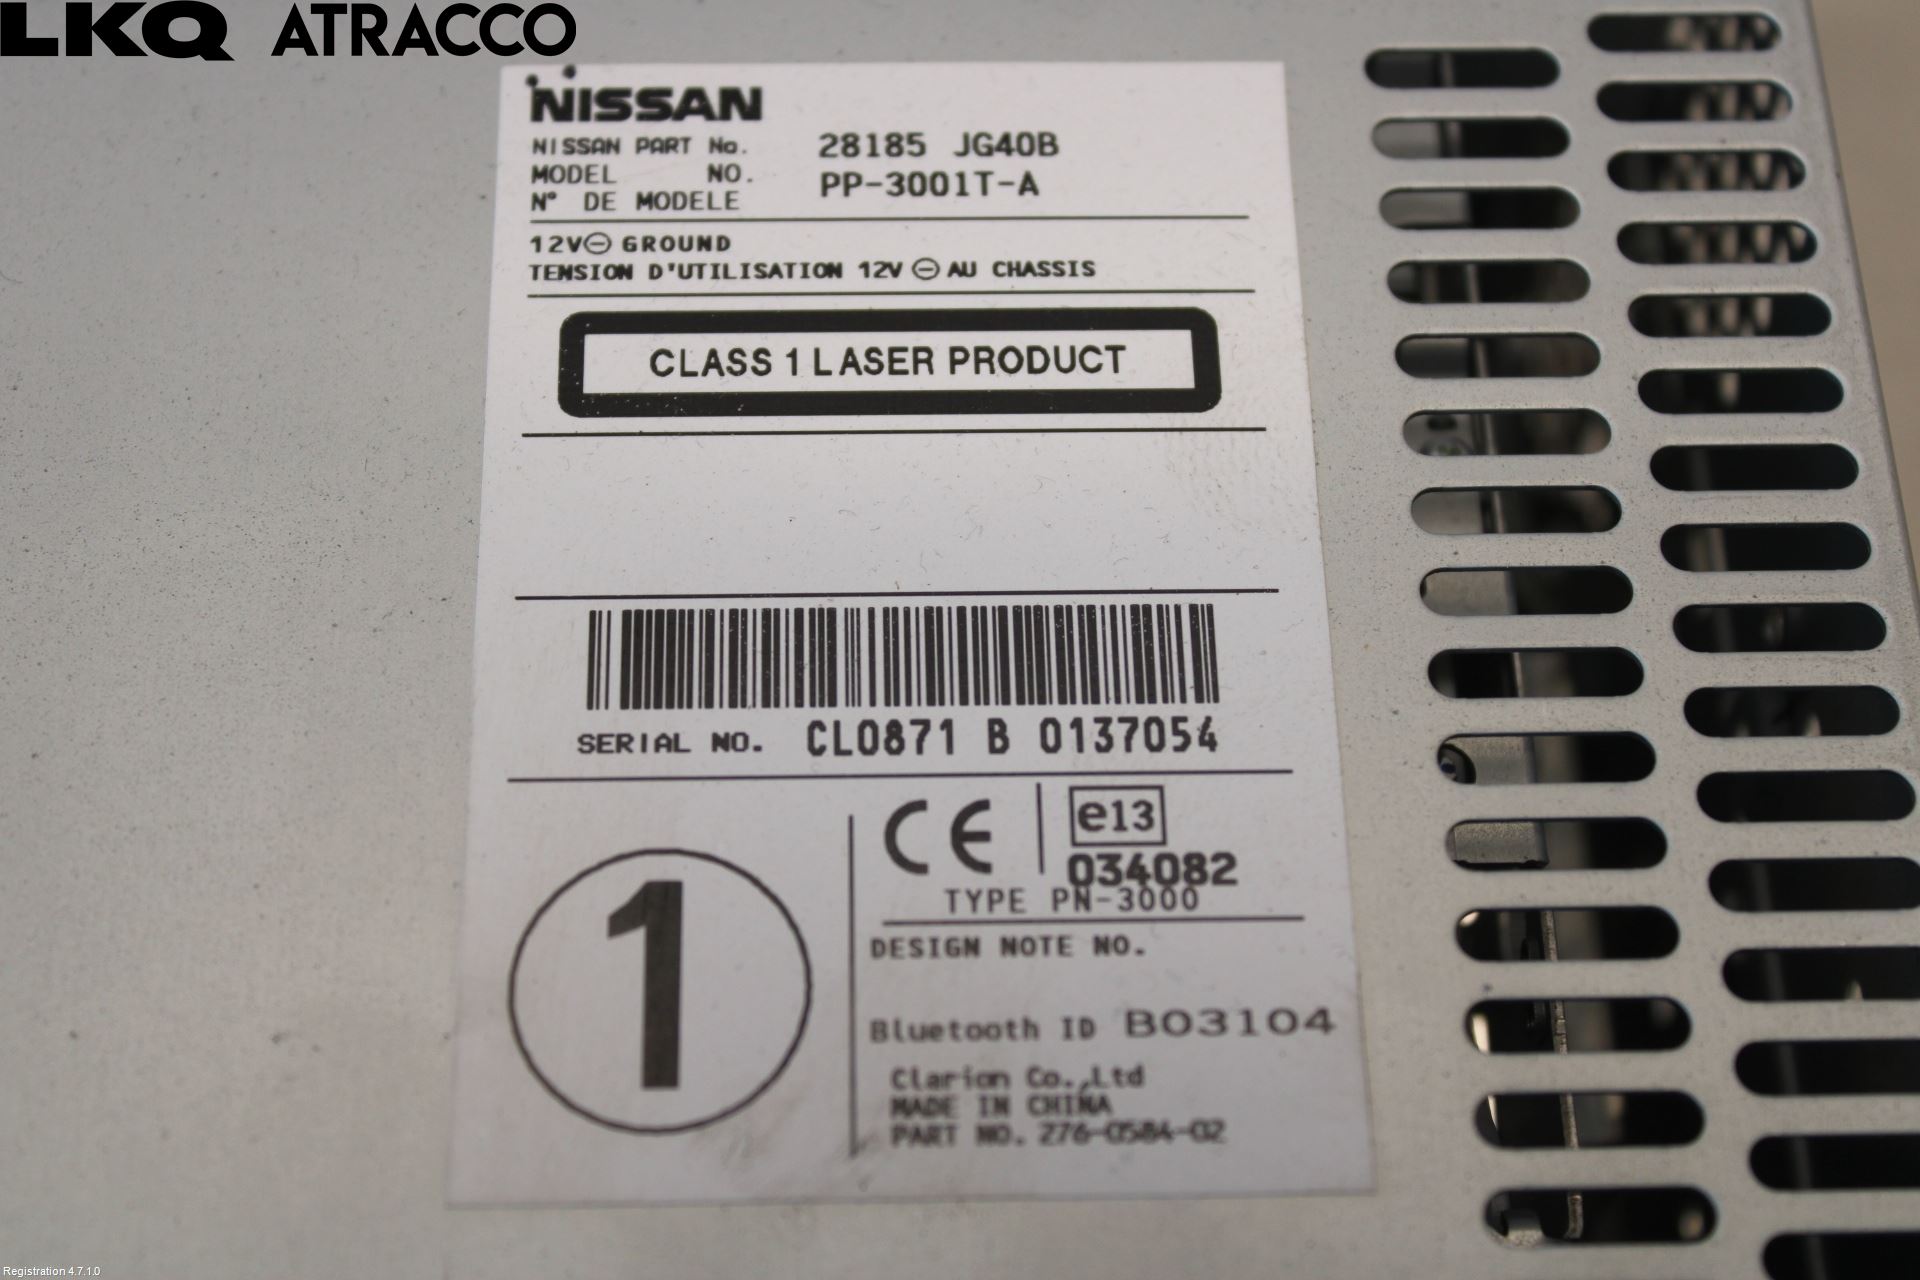 LKQ ATRACCO
NISSAN
NISSAN PART No. 28185 JG40B
MODEL NO. PP-3001T-A
N° DE MODELE
12V⊖ GROUND
TENSION D'UTILISATION 12V ⊖ AU CHASSIS
CLASS 1 LASER PRODUCT
SERIAL NO. CL0871 B 0137054
1
CE e13
034082
TYPE PN-3000
DESIGN NOTE NO.
Bluetooth ID B03104
Clarion Co.,Ltd
MADE IN CHINA
PART NO. 276-0584-02
Registration 4.7.1.0